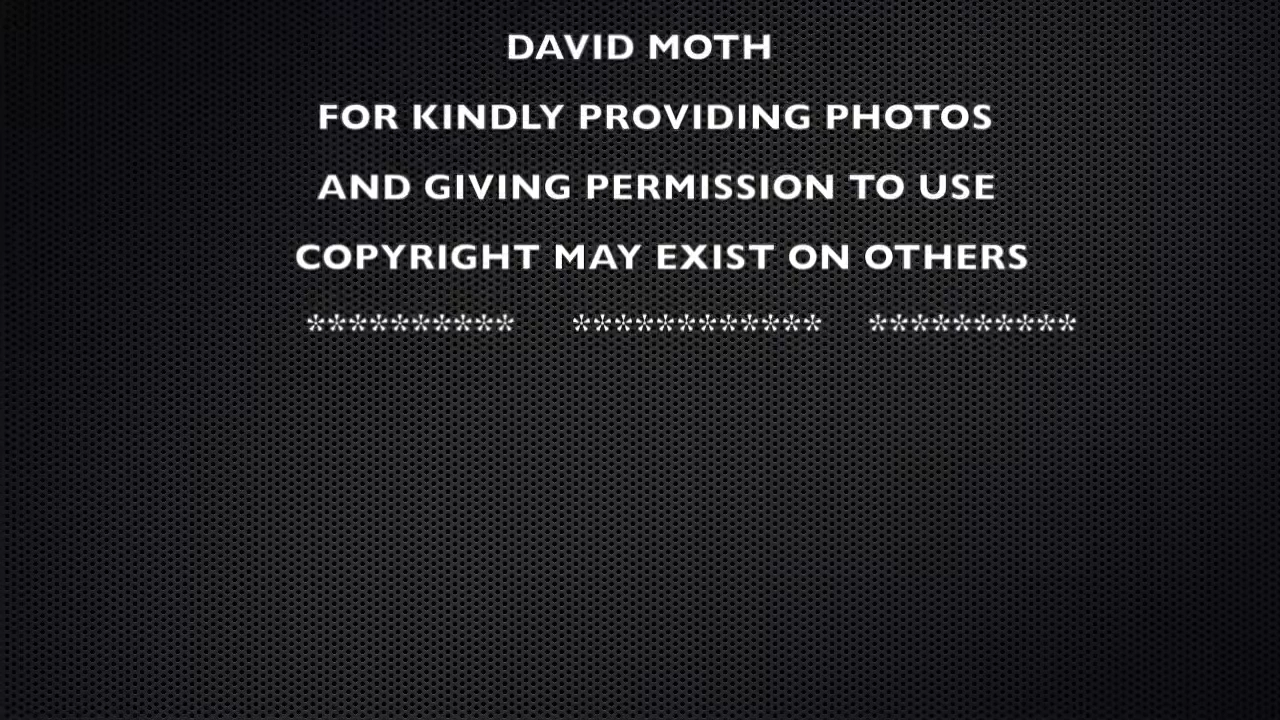 DAVID MOTH
FOR KINDLY PROVIDING PHOTOS
AND GIVING PERMISSION TO USE
COPYRIGHT MAY EXIST ON OTHERS
********** ************ **********